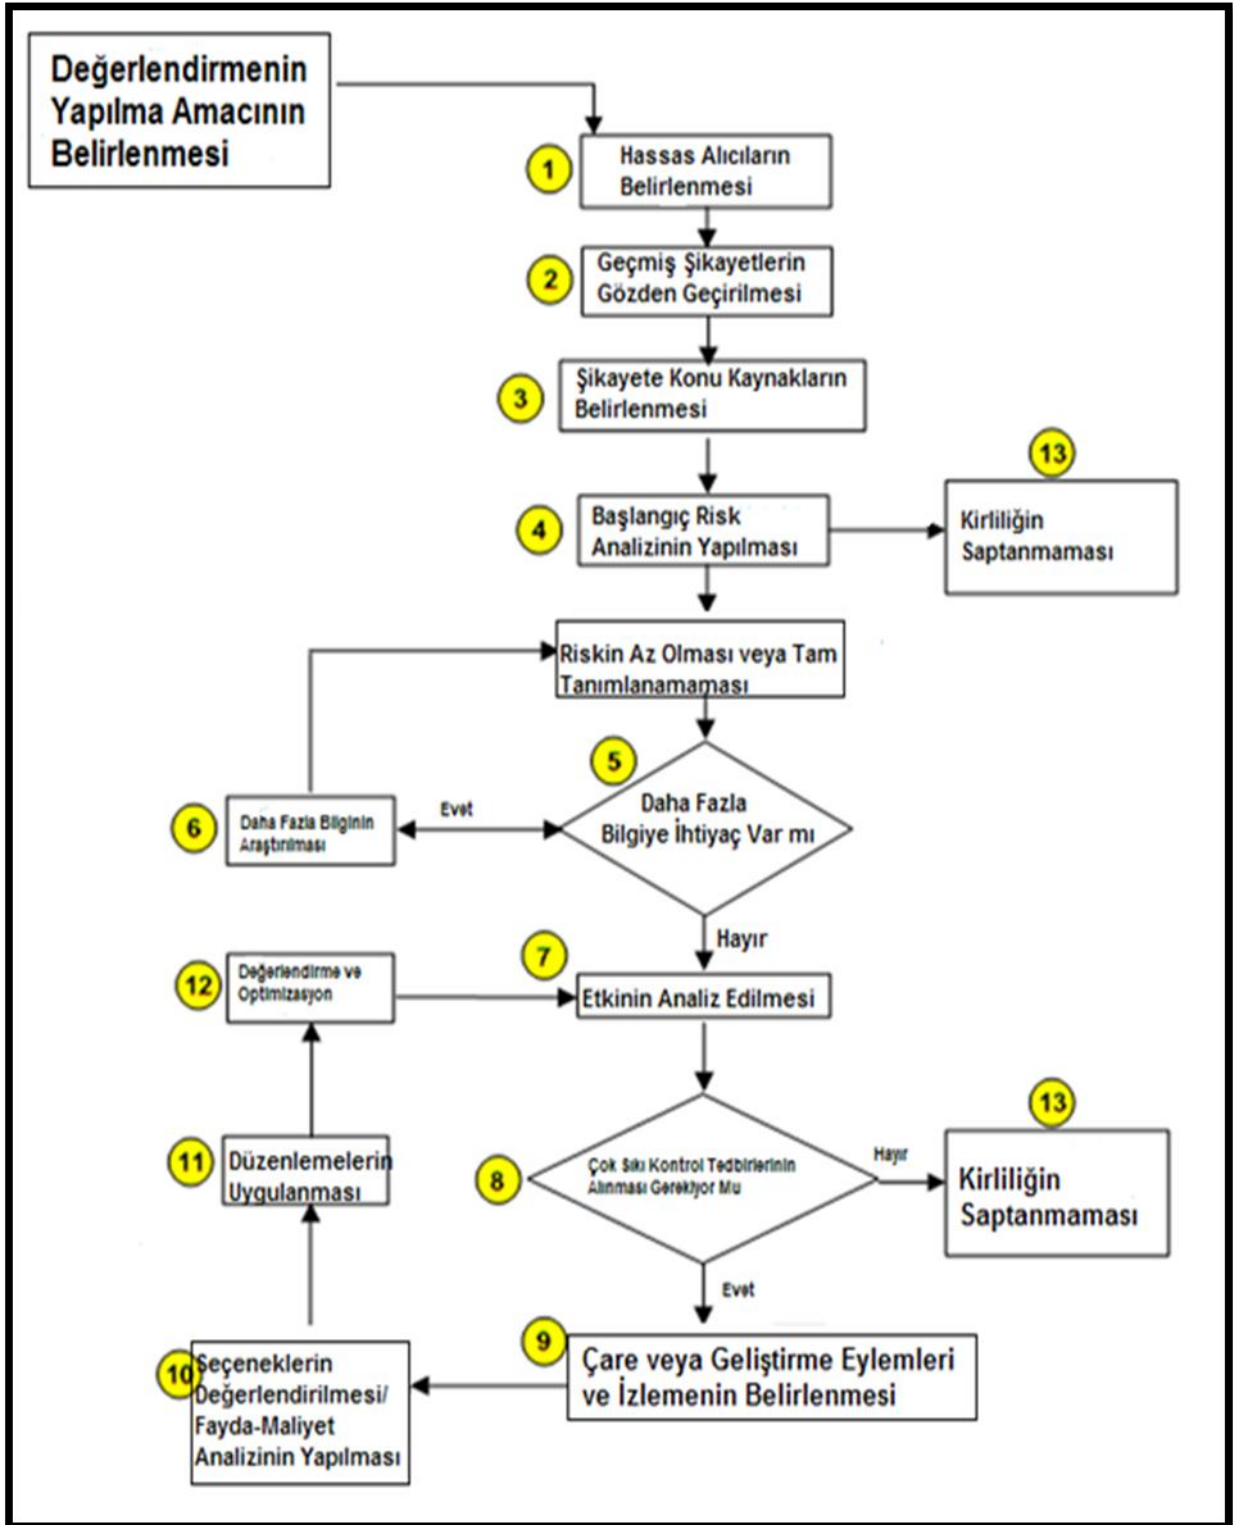 Değerlendirmenin
Yapılma Amacının
Belirlenmesi
1
Hassas Alıcıların
Belirlenmesi
2
Geçmiş Şikayetlerin
Gözden Geçirilmesi
3
Şikayete Konu Kaynakların
Belirlenmesi
13
4
Başlangıç Risk
Analizinin Yapılması
Kirliliğin
Saptanmaması
Riskin Az Olması veya Tam
Tanımlanamaması
5
Daha Fazla
Bilgiye İhtiyaç Var mı
6
Daha Fazla Bilginin
Araştırılması
Evet
Hayır
7
Etkinin Analiz Edilmesi
12
Değerlendirme ve
Optimizasyon
13
8
Çok Sıkı Kontrol Tedbirlerinin
Alınması Gerekiyor Mu
Hayır
Kirliliğin
Saptanmaması
11
Düzenlemelerin
Uygulanması
Evet
9
Çare veya Geliştirme Eylemleri
ve İzlemenin Belirlenmesi
10
Seçeneklerin
Değerlendirilmesi/
Fayda-Maliyet
Analizinin Yapılması